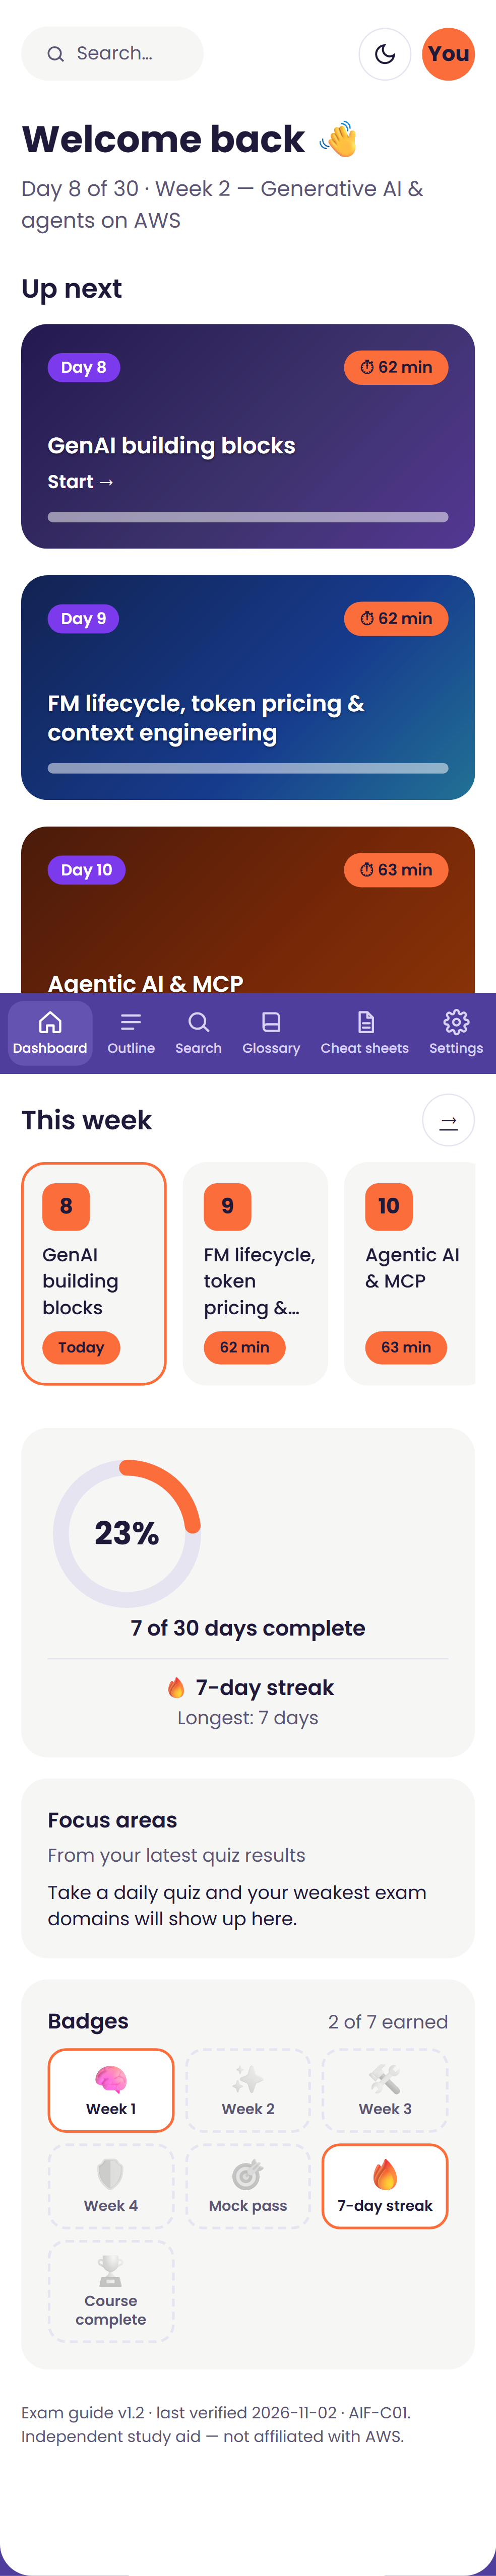 Search...
You
Welcome back 👋
Day 8 of 30 · Week 2 — Generative AI &
agents on AWS
Up next
Day 8
⏱ 62 min
GenAI building blocks
Start →
Day 9
⏱ 62 min
FM lifecycle, token pricing &
context engineering
Day 10
⏱ 63 min
Agentic AI & MCP
Dashboard
Outline
Search
Glossary
Cheat sheets
Settings
This week
→
8
GenAI
building
blocks
Today
9
FM lifecycle,
token
pricing &...
62 min
10
Agentic AI
& MCP
63 min
23%
7 of 30 days complete
🔥 7-day streak
Longest: 7 days
Focus areas
From your latest quiz results
Take a daily quiz and your weakest exam
domains will show up here.
Badges
2 of 7 earned
Week 1
Week 2
Week 3
Week 4
Mock pass
7-day streak
Course
complete
Exam guide v1.2 · last verified 2026-11-02 · AIF-C01.
Independent study aid — not affiliated with AWS.